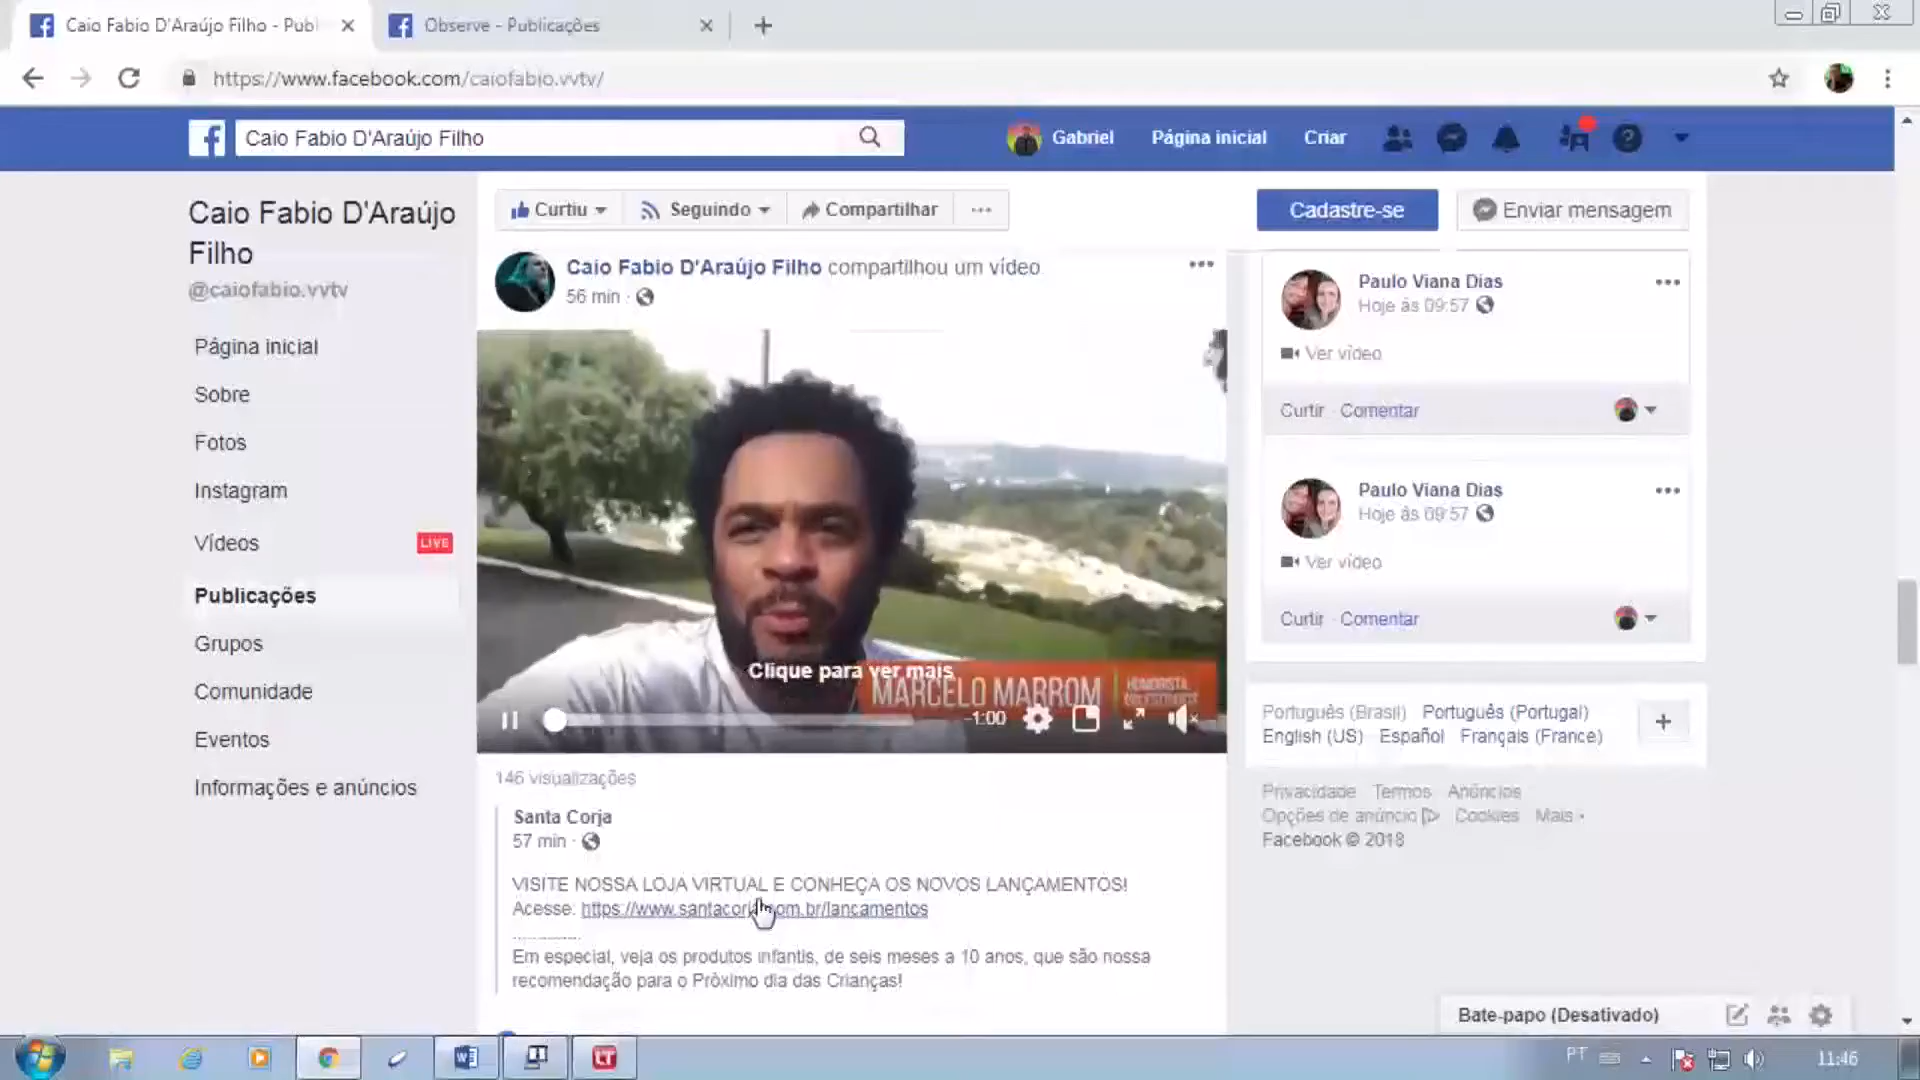 Caio Fabio D'Araújo Filho - Publ
Observe - Publicações
https://www.facebook.com/caiofabio.vvtv/
Caio Fabio D'Araújo Filho
Gabriel
Página inicial
Criar
Caio Fabio D'Araújo
Filho
@caiofabio.vvtv
Página inicial
Sobre
Fotos
Instagram
Vídeos
LIVE
Publicações
Grupos
Comunidade
Eventos
Informações e anúncios
Curtiu
Seguindo
Compartilhar
Cadastre-se
Enviar mensagem
Caio Fabio D'Araújo Filho compartilhou um vídeo
56 min ·
Clique para ver mais
MARCELO MARROM
HUMORISTA
-1:00
146 visualizações
Santa Corja
57 min ·
VISITE NOSSA LOJA VIRTUAL E CONHEÇA OS NOVOS LANÇAMENTOS!
Acesse: https://www.santacorja.com.br/lancamentos
Em especial, veja os produtos infantis, de seis meses a 10 anos, que são nossa
recomendação para o Próximo dia das Crianças!
Paulo Viana Dias
Hoje às 09:57
Ver vídeo
Curtir · Comentar
Paulo Viana Dias
Hoje às 09:57
Ver vídeo
Curtir · Comentar
Português (Brasil) Português (Portugal)
English (US) Español Français (France)
Privacidade Termos Anúncios
Opções de anúncio Cookies Mais
Facebook © 2018
Bate-papo (Desativado)
PT
11:46